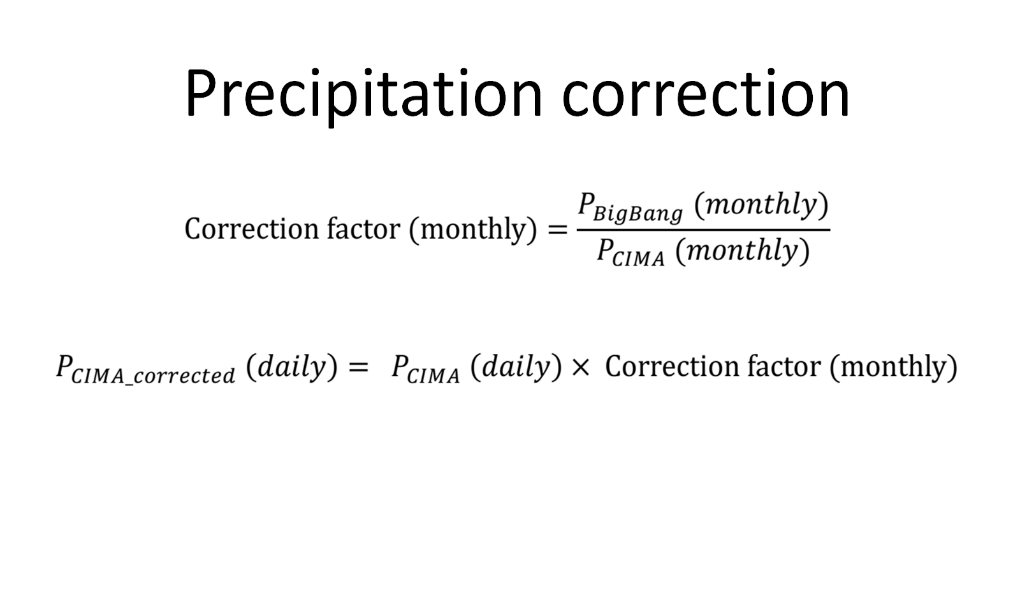 Precipitation correction
Correction factor (monthly) = P_BigBang (monthly) / P_CIMA (monthly)
P_CIMA_corrected (daily) = P_CIMA (daily) × Correction factor (monthly)